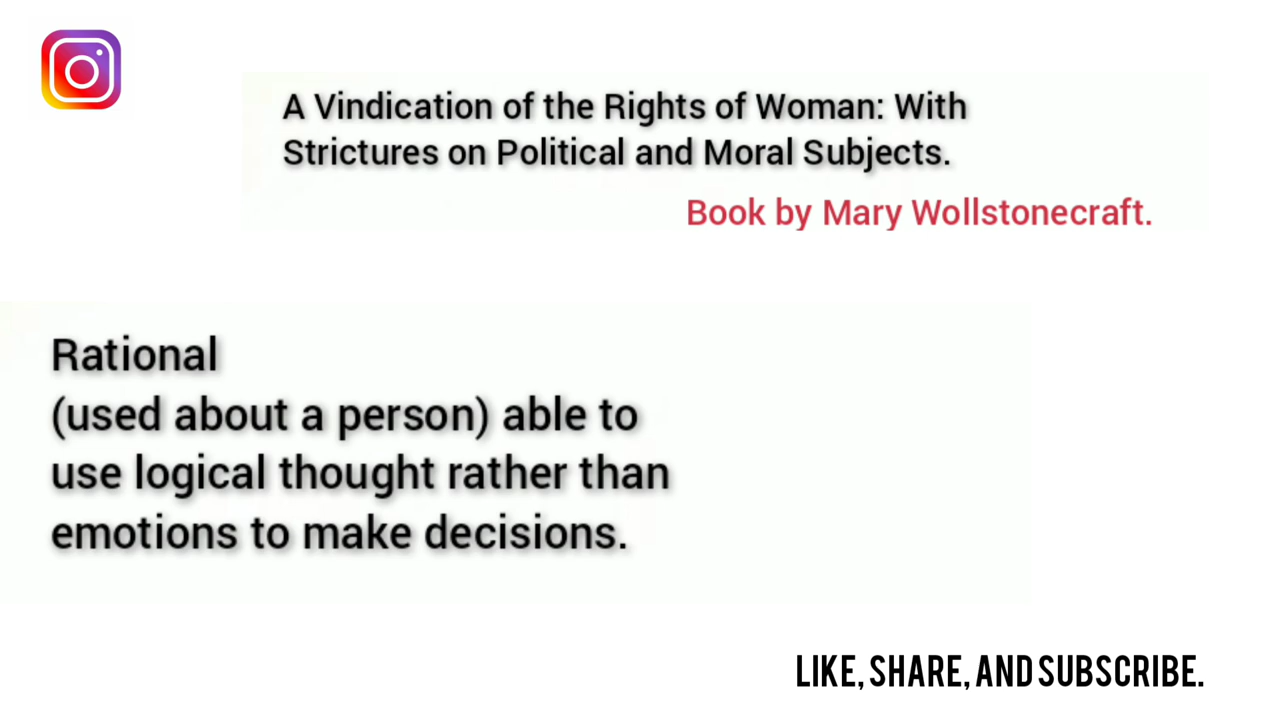 A Vindication of the Rights of Woman: With
Strictures on Political and Moral Subjects.
Book by Mary Wollstonecraft.
Rational
(used about a person) able to
use logical thought rather than
emotions to make decisions.
LIKE, SHARE, AND SUBSCRIBE.